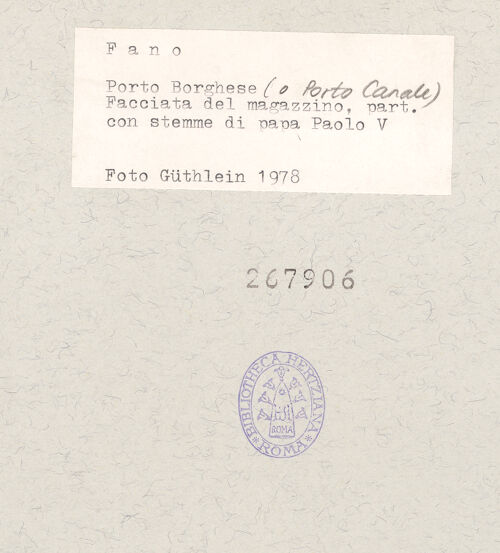 F a n o
Porto Borghese (o Porto Canale)
Facciata del magazzino, part.
con stemme di papa Paolo V
Foto Güthlein 1978
267906
BIBLIOTHECA HERTZIANA
ROMA
ROMA